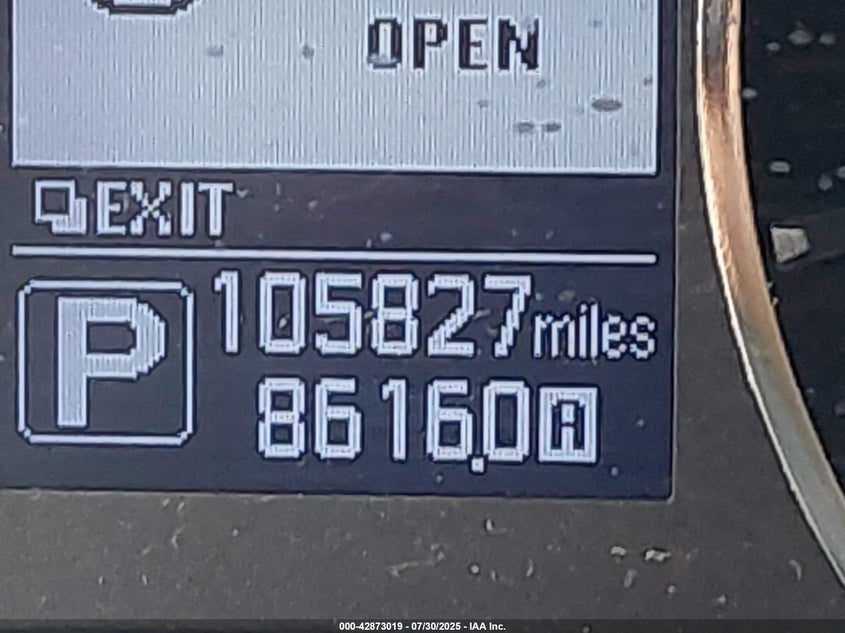 OPEN
EXIT
P
105827 miles
8616.0 A
000-42873019 - 07/30/2025 - IAA Inc.